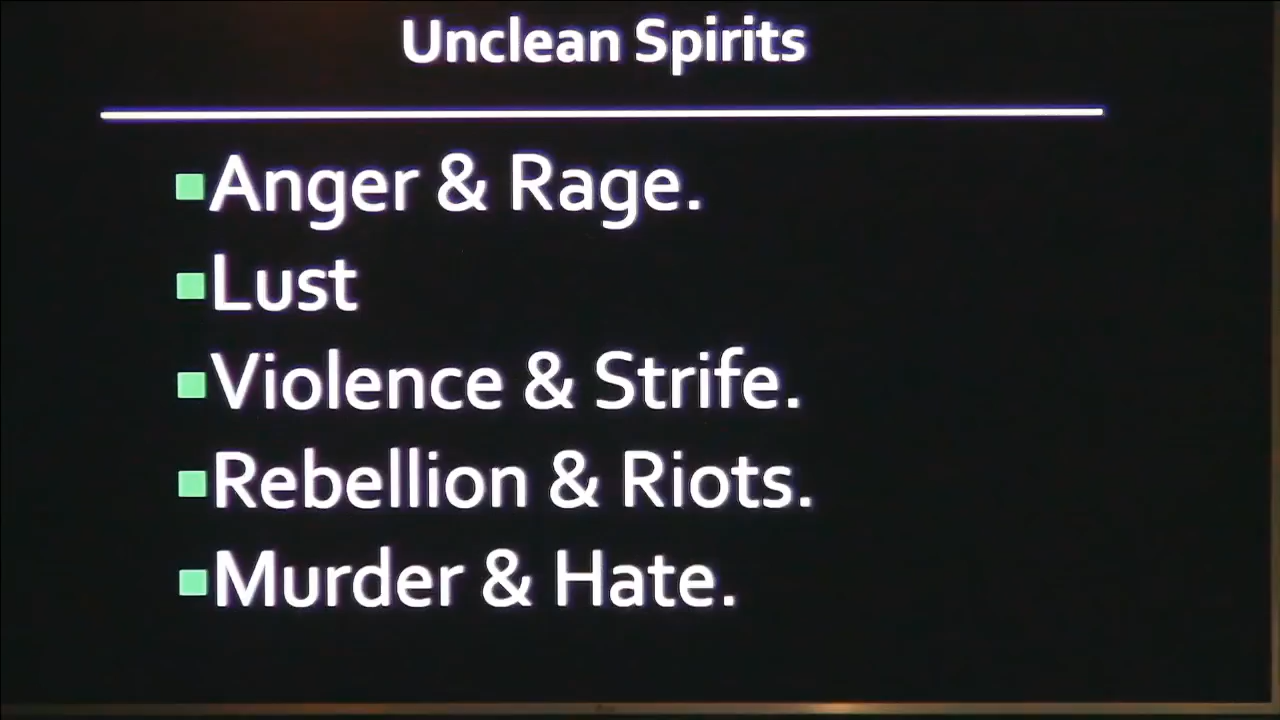 Unclean Spirits
Anger & Rage.
Lust
Violence & Strife.
Rebellion & Riots.
Murder & Hate.